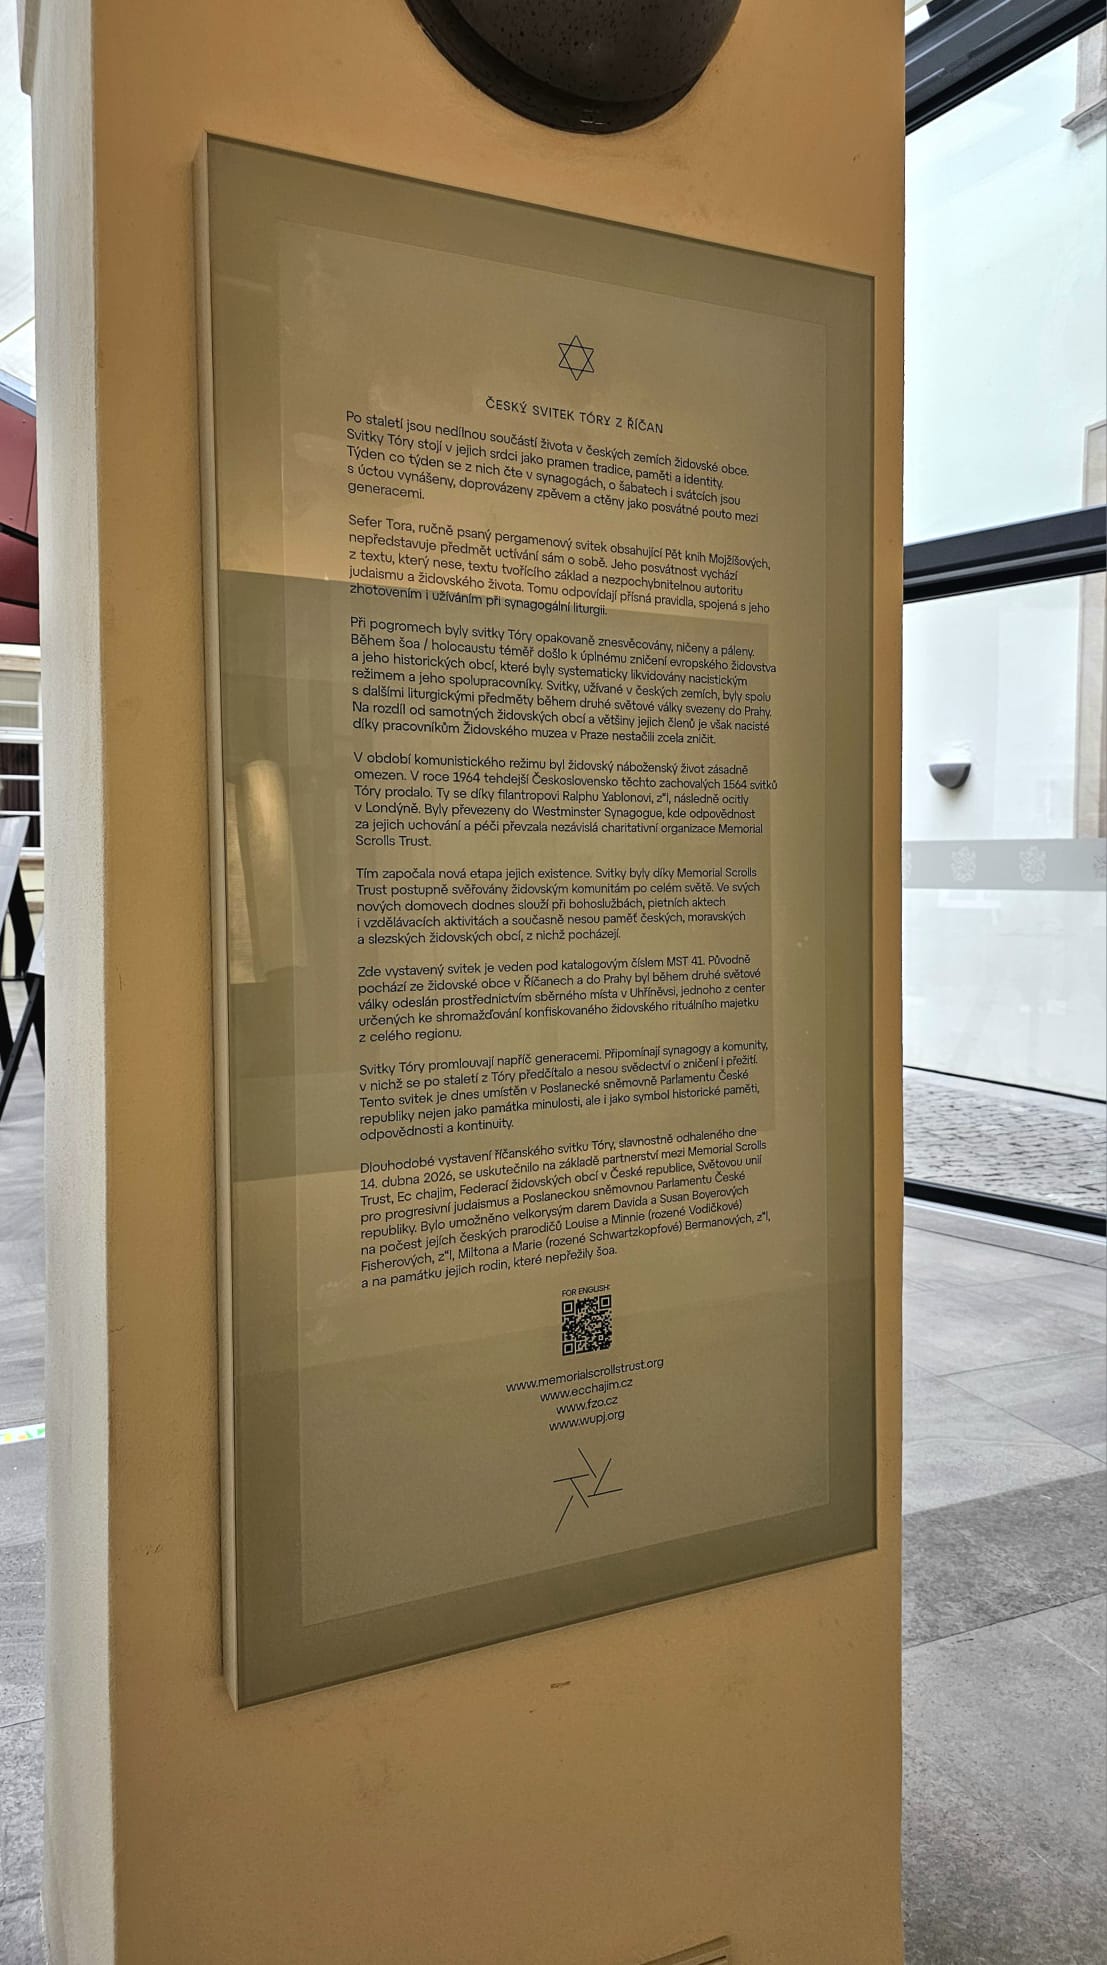 ČESKÝ SVITEK TÓRY Z ŘÍČAN
Po staletí jsou nedílnou součástí života v českých zemích židovské obce.
Svitky Tóry stojí v jejich srdci jako pramen tradice, paměti a identity.
Týden co týden se z nich čte v synagogách, o šabatech i svátcích jsou
s úctou vynášeny, doprovázeny zpěvem a ctěny jako posvátné pouto mezi
generacemi.
Sefer Tora, ručně psaný pergamenový svitek obsahující Pět knih Mojžíšových,
nepředstavuje předmět uctívání sám o sobě. Jeho posvátnost vychází
z textu, který nese, textu tvořícího základ a nezpochybnitelnou autoritu
judaismu a židovského života. Tomu odpovídají přísná pravidla, spojená s jeho
zhotovením i užíváním při synagogální liturgii.
Při pogromech byly svitky Tóry opakovaně znesvěcovány, ničeny a páleny.
Během šoa / holocaustu téměř došlo k úplnému zničení evropského židovstva
a jeho historických obcí, které byly systematicky likvidovány nacistickým
režimem a jeho spolupracovníky. Svitky, užívané v českých zemích, byly spolu
s dalšími liturgickými předměty během druhé světové války svezeny do Prahy.
Na rozdíl od samotných židovských obcí a většiny jejich členů je však nacisté
díky pracovníkům Židovského muzea v Praze nestačili zcela zničit.
V období komunistického režimu byl židovský náboženský život zásadně
omezen. V roce 1964 tehdejší Československo těchto zachovalých 1564 svitků
Tóry prodalo. Ty se díky filantropovi Ralphu Yablonovi, z"l, následně ocitly
v Londýně. Byly převezeny do Westminster Synagogue, kde odpovědnost
za jejich uchování a péči převzala nezávislá charitativní organizace Memorial
Scrolls Trust.
Tím započala nová etapa jejich existence. Svitky byly díky Memorial Scrolls
Trust postupně svěřovány židovským komunitám po celém světě. Ve svých
nových domovech dodnes slouží při bohoslužbách, pietních aktech
i vzdělávacích aktivitách a současně nesou paměť českých, moravských
a slezských židovských obcí, z nichž pocházejí.
Zde vystavený svitek je veden pod katalogovým číslem MST 41. Původně
pochází ze židovské obce v Říčanech a do Prahy byl během druhé světové
války odeslán prostřednictvím sběrného místa v Uhříněvsi, jednoho z center
určených ke shromažďování konfiskovaného židovského rituálního majetku
z celého regionu.
Svitky Tóry promlouvají napříč generacemi. Připomínají synagogy a komunity,
v nichž se po staletí z Tóry předčítalo a nesou svědectví o zničení i přežití.
Tento svitek je dnes umístěn v Poslanecké sněmovně Parlamentu České
republiky nejen jako památka minulosti, ale i jako symbol historické paměti,
odpovědnosti a kontinuity.
Dlouhodobé vystavení říčanského svitku Tóry, slavnostně odhaleného dne
14. dubna 2026, se uskutečnilo na základě partnerství mezi Memorial Scrolls
Trust, Ec chajim, Federací židovských obcí v České republice, Světovou unií
pro progresivní judaismus a Poslaneckou sněmovnou Parlamentu České
republiky. Bylo umožněno velkorysým darem Davida a Susan Boyerových
na počest jejích českých prarodičů Louise a Minnie (rozené Vodičkové)
Fisherových, z"l, Miltona a Marie (rozené Schwartzkopfové) Bermanových, z"l,
a na památku jejich rodin, které nepřežily šoa.
FOR ENGLISH:
www.memorialscrollstrust.org
www.ecchajim.cz
www.fzo.cz
www.wupj.org